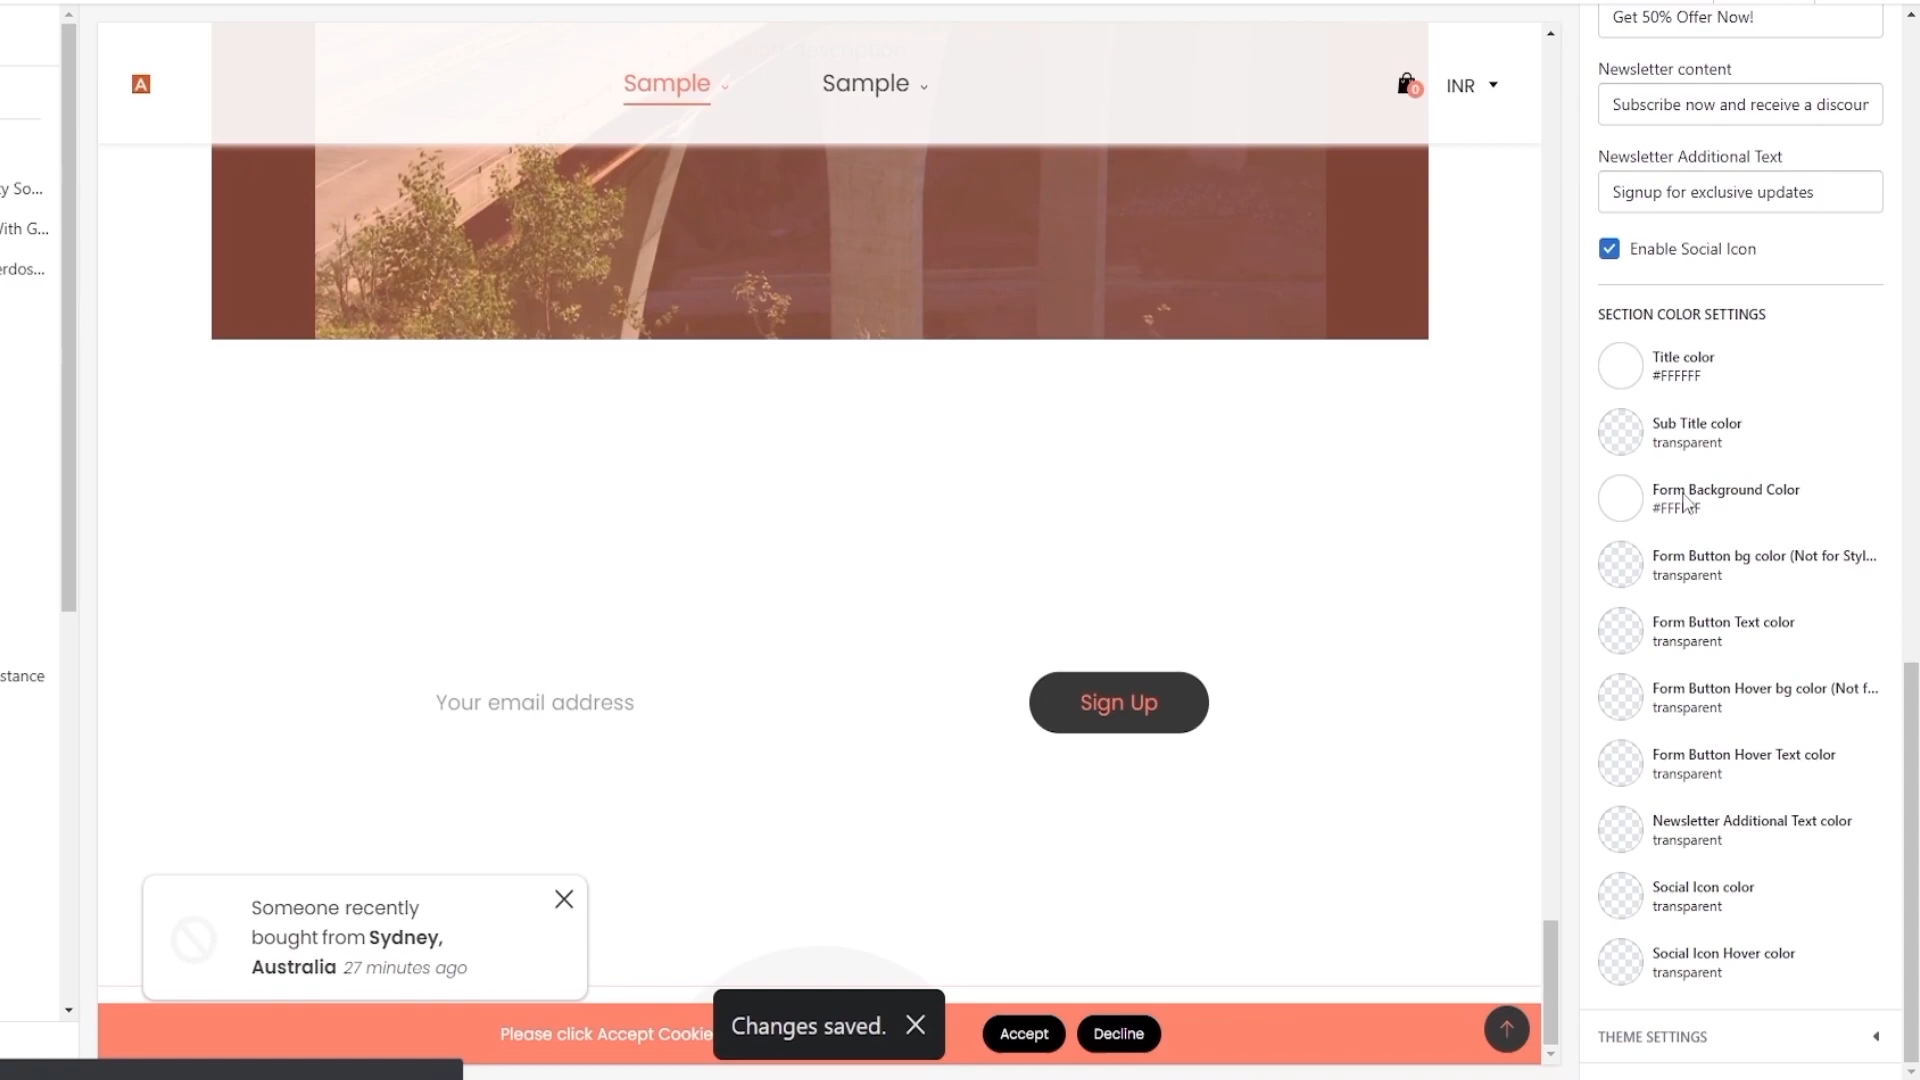 Get 50% Offer Now!
Newsletter content
Subscribe now and receive a discour
Newsletter Additional Text
Signup for exclusive updates
Enable Social Icon
SECTION COLOR SETTINGS
Title color
#FFFFFF
Sub Title color
transparent
Form Background Color
Form Button bg color (Not for Styl...
transparent
Form Button Text color
transparent
Form Button Hover bg color (Not f...
transparent
Form Button Hover Text color
transparent
Newsletter Additional Text color
transparent
Social Icon color
transparent
Social Icon Hover color
transparent
THEME SETTINGS
A
Sample
Sample
0
INR
ty So...
With G...
erdos...
stance
Your email address
Sign Up
Someone recently
bought from Sydney,
Australia 27 minutes ago
Please click Accept Cookie
Changes saved.
Accept
Decline